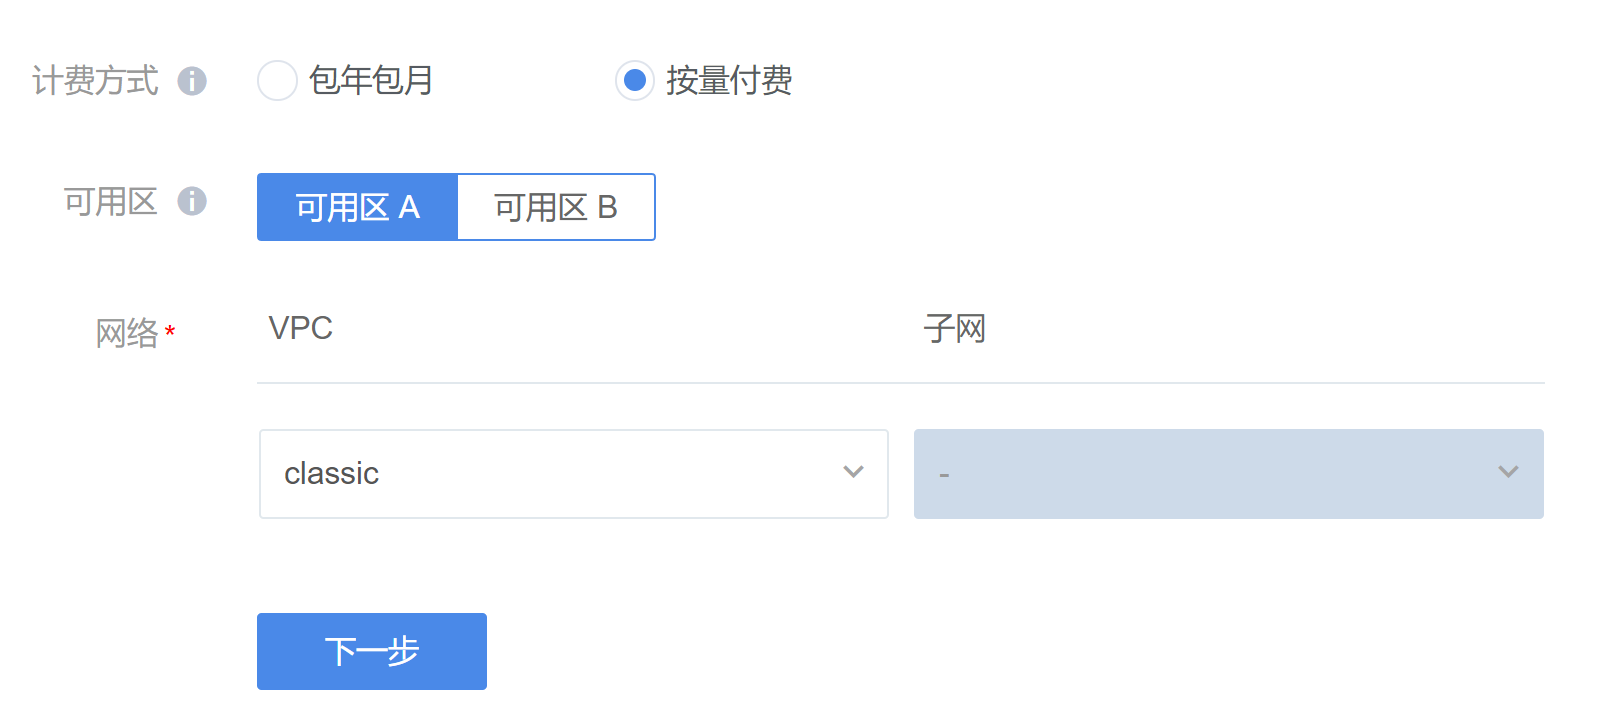 计费方式 包年包月 按量付费
可用区 可用区 A 可用区 B
网络* VPC 子网
classic -
下一步